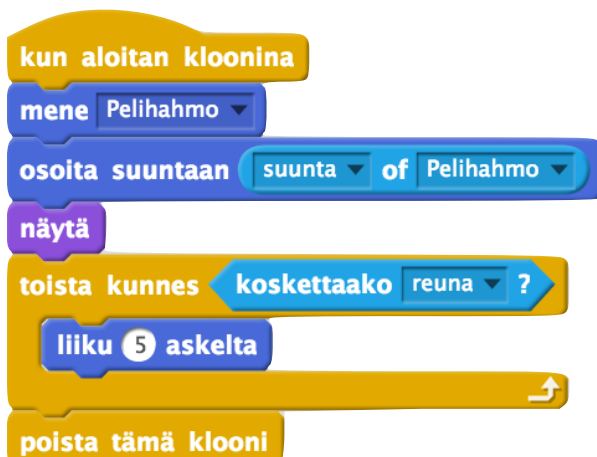 kun aloitan kloonina
mene Pelihahmo
osoita suuntaan suunta of Pelihahmo
näytä
toista kunnes koskettaako reuna ?
liiku 5 askelta
poista tämä klooni